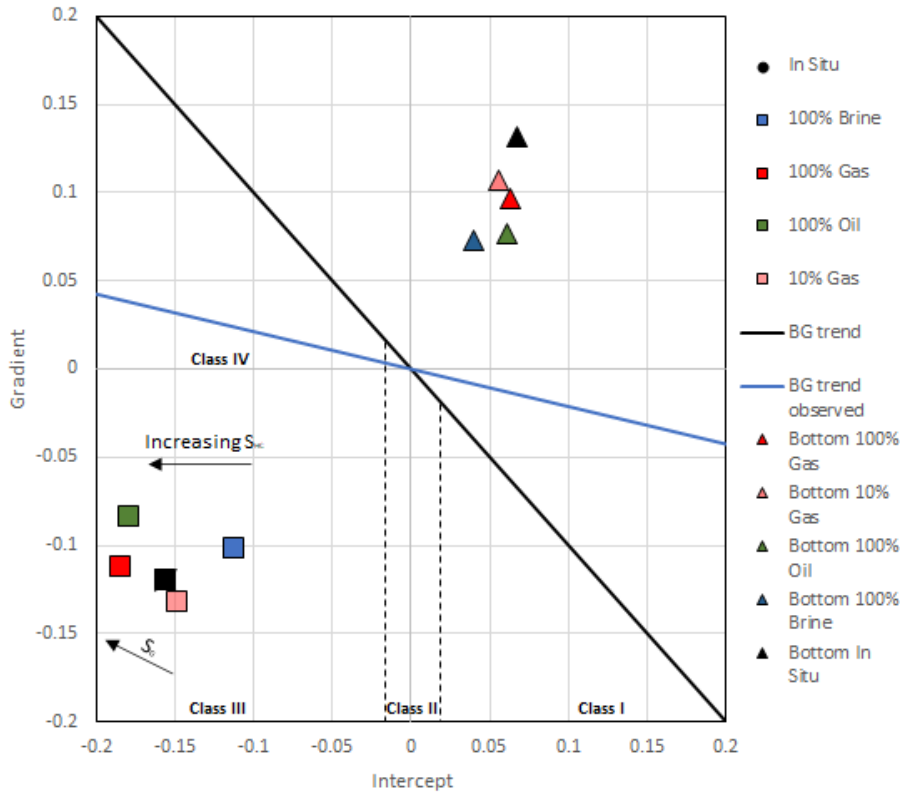 0.2
0.15
0.1
0.05
0
-0.05
-0.1
-0.15
-0.2
Gradient
-0.2
-0.15
-0.1
-0.05
0
0.05
0.1
0.15
0.2
Intercept
Class IV
Increasing S
S
Class III
Class II
Class I
In Situ
100% Brine
100% Gas
100% Oil
10% Gas
BG trend
BG trend
observed
Bottom 100%
Gas
Bottom 10%
Gas
Bottom 100%
Oil
Bottom 100%
Brine
Bottom In
Situ